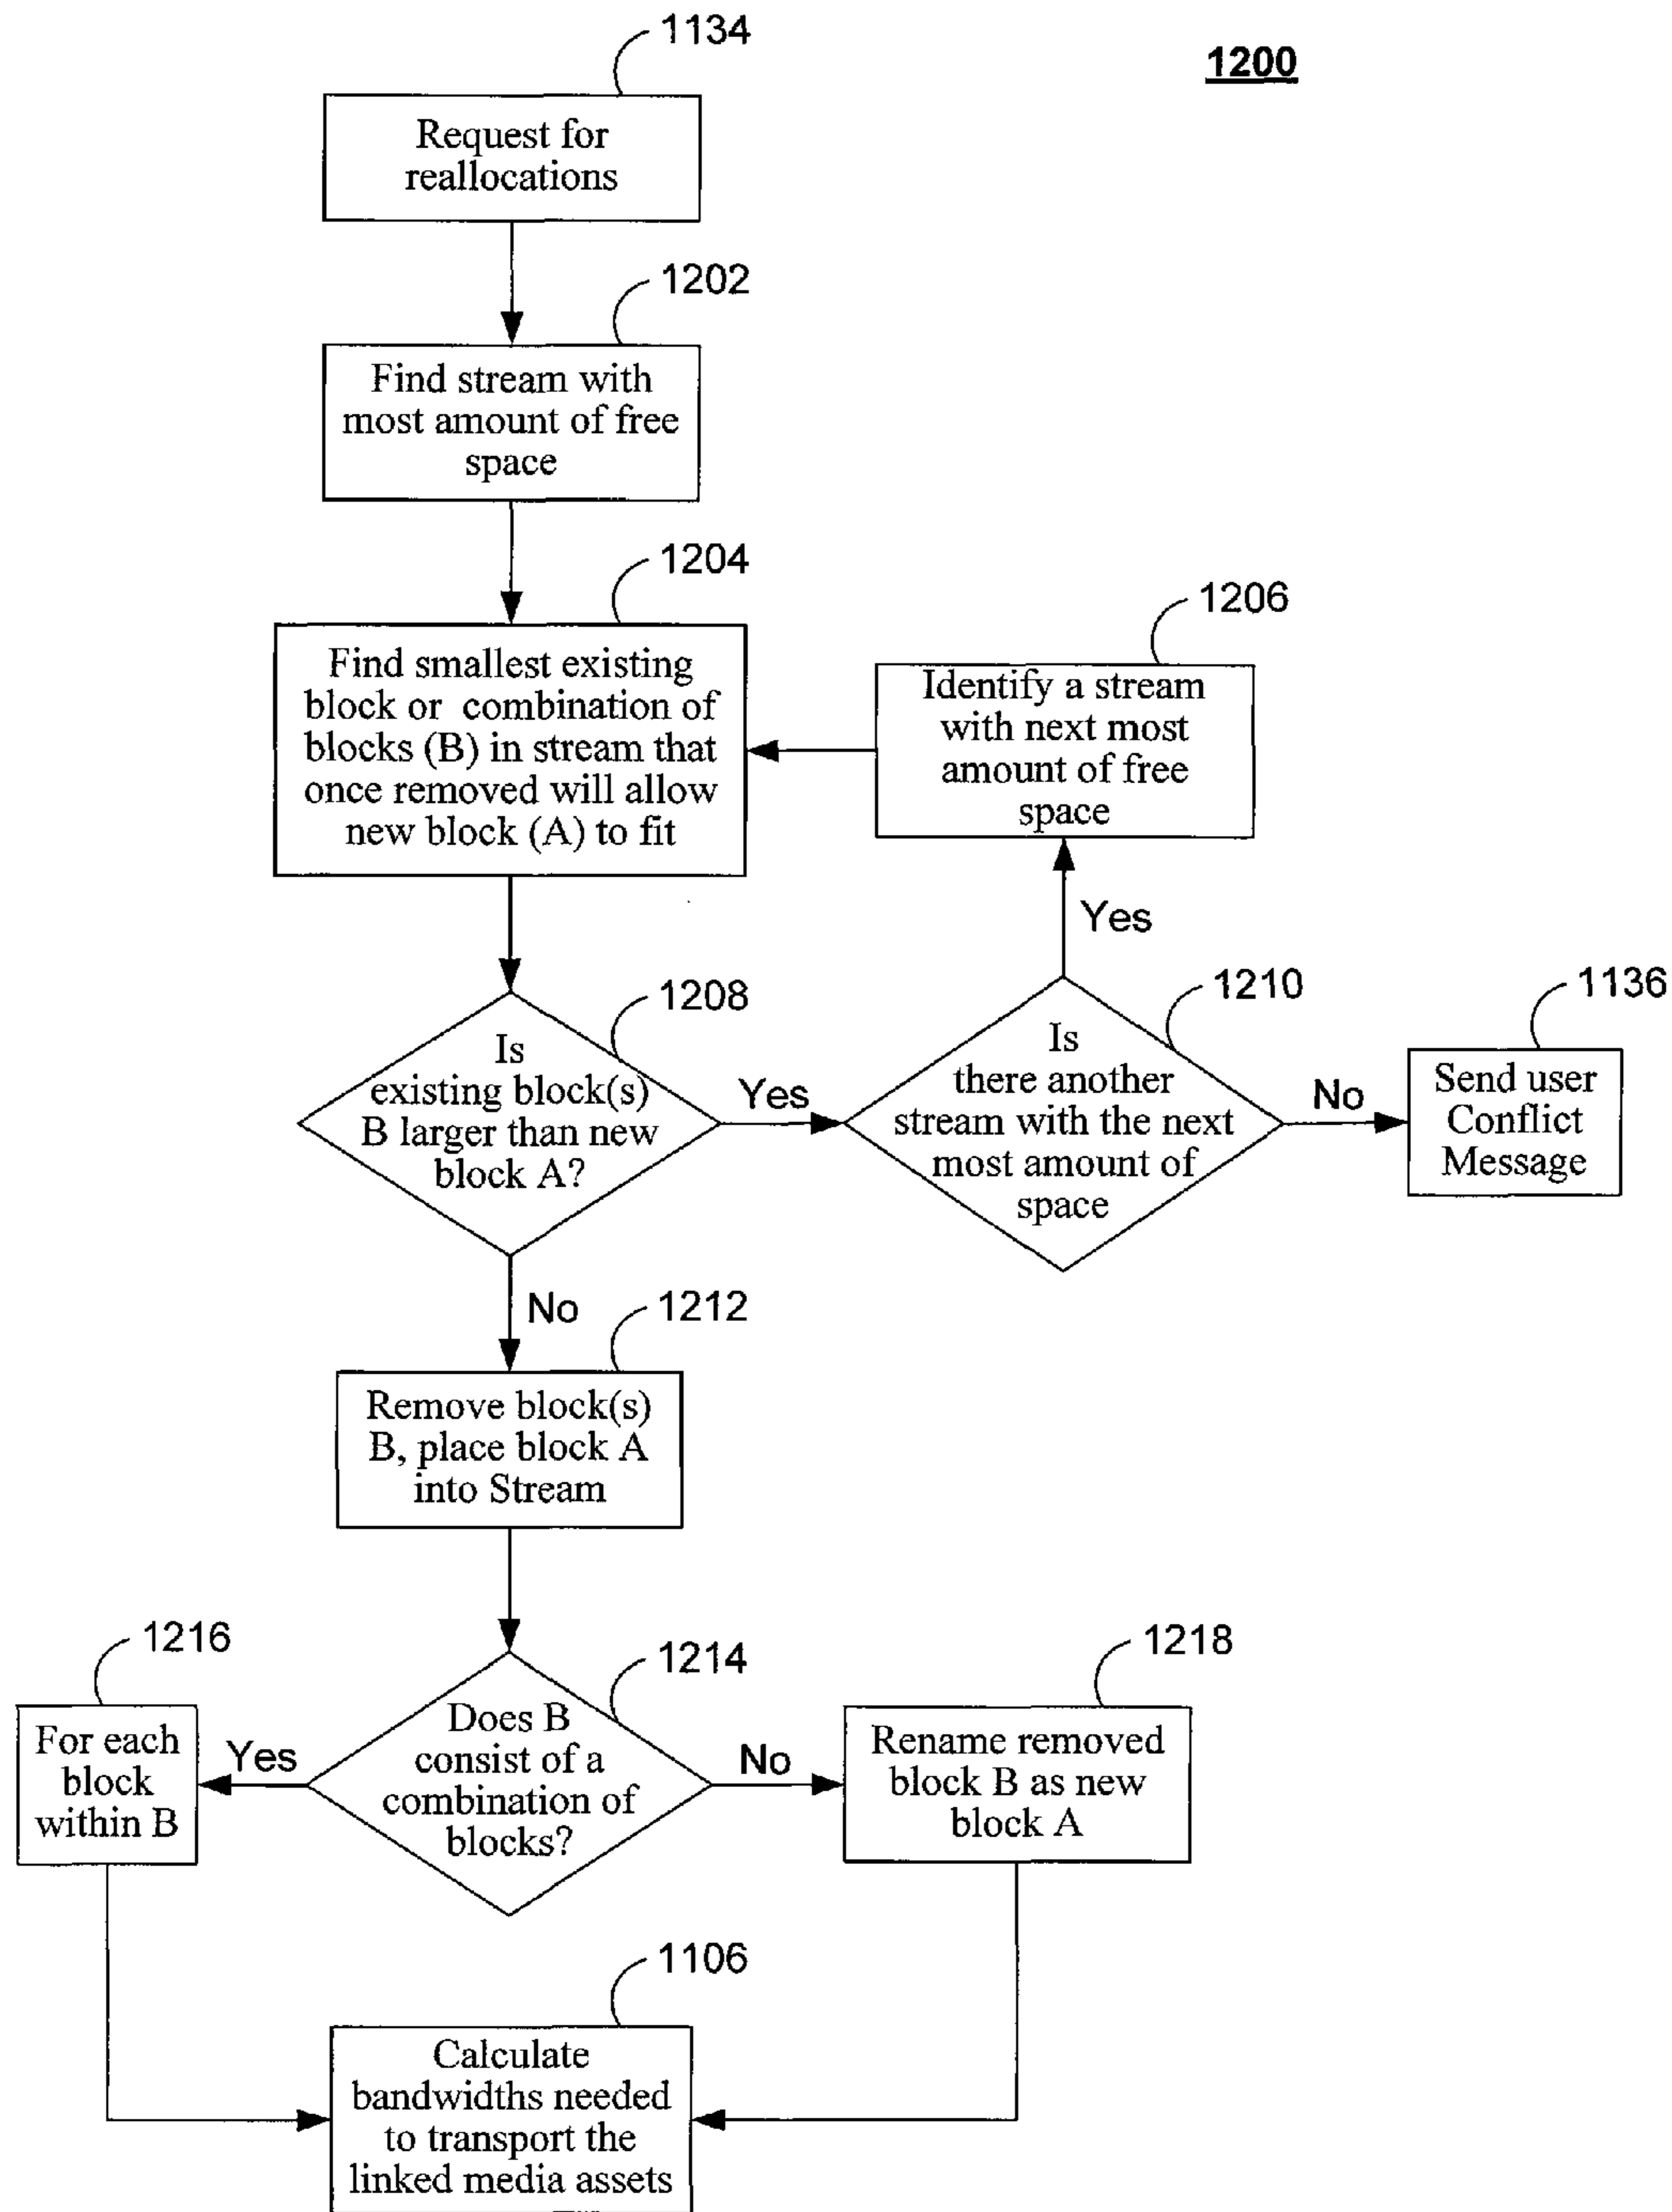 1134
1200
Request for
reallocations
1202
Find stream with
most amount of free
space
1204
Find smallest existing
block or combination of
blocks (B) in stream that
once removed will allow
new block (A) to fit
1206
Identify a stream
with next most
amount of free
space
Yes
1208
Is
existing block(s)
B larger than new
block A?
Yes
1210
Is
there another
stream with the next
most amount of
space
No
1136
Send user
Conflict
Message
No
1212
Remove block(s)
B, place block A
into Stream
1214
Does B
consist of a
combination of
blocks?
1216
For each
block
within B
Yes
No
1218
Rename removed
block B as new
block A
1106
Calculate
bandwidths needed
to transport the
linked media assets